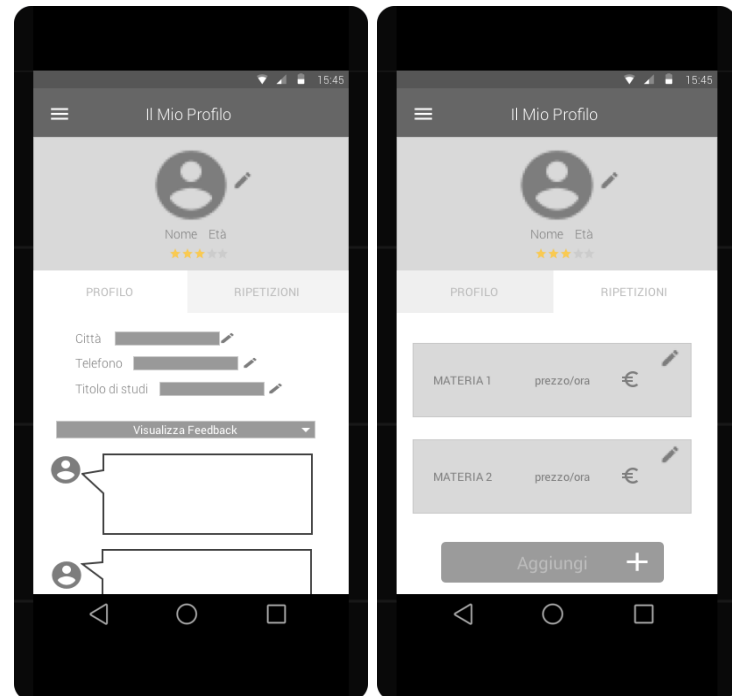 15:45
Il Mio Profilo
Nome Età
PROFILO RIPETIZIONI
Città
Telefono
Titolo di studi
Visualizza Feedback
15:45
Il Mio Profilo
Nome Età
PROFILO RIPETIZIONI
MATERIA 1 prezzo/ora €
MATERIA 2 prezzo/ora €
Aggiungi +